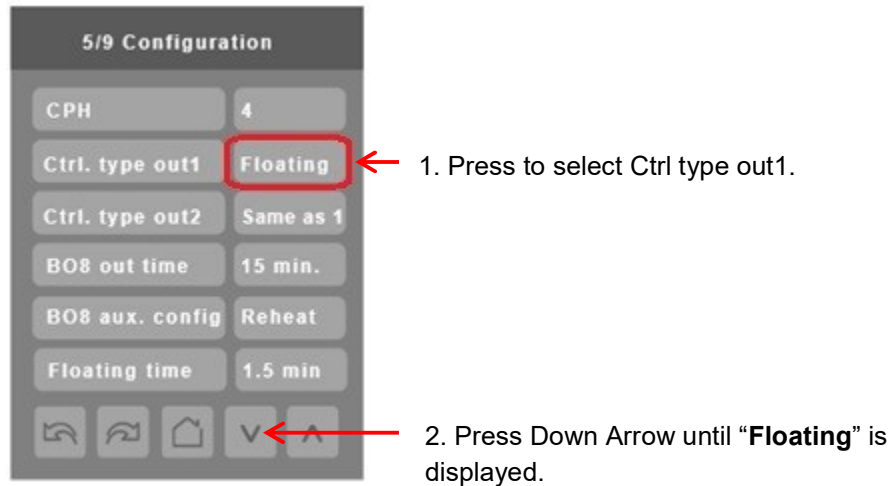 5/9 Configuration
CPH 4
Ctrl. type out1 Floating
1. Press to select Ctrl type out1.
Ctrl. type out2 Same as 1
BO8 out time 15 min.
BO8 aux. config Reheat
Floating time 1.5 min
2. Press Down Arrow until “Floating” is
displayed.